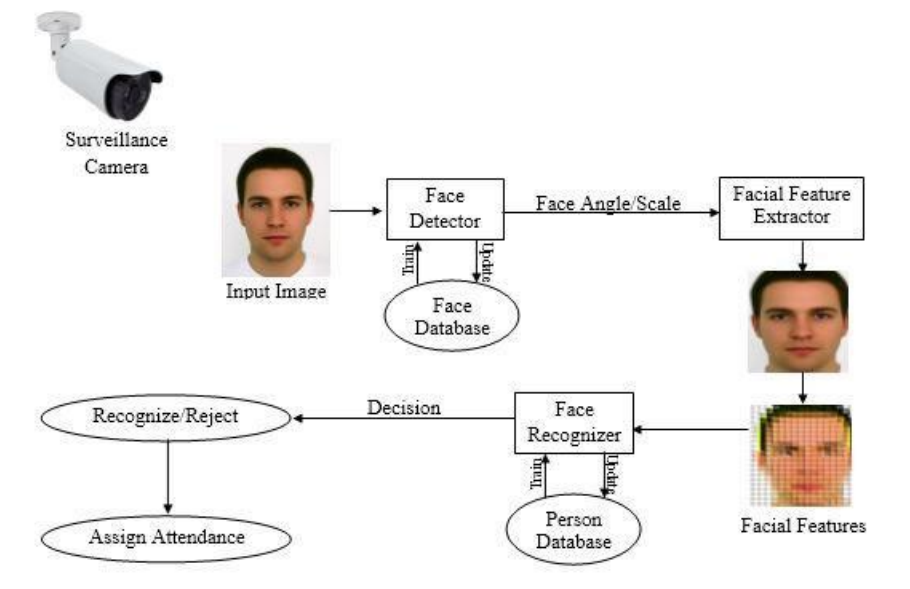 Surveillance
Camera
Input Image
Face
Detector
Face Angle/Scale
Facial Feature
Extractor
Train
Update
Face
Database
Recognize/Reject
Decision
Face
Recognizer
Train
Update
Facial Features
Assign Attendance
Person
Database